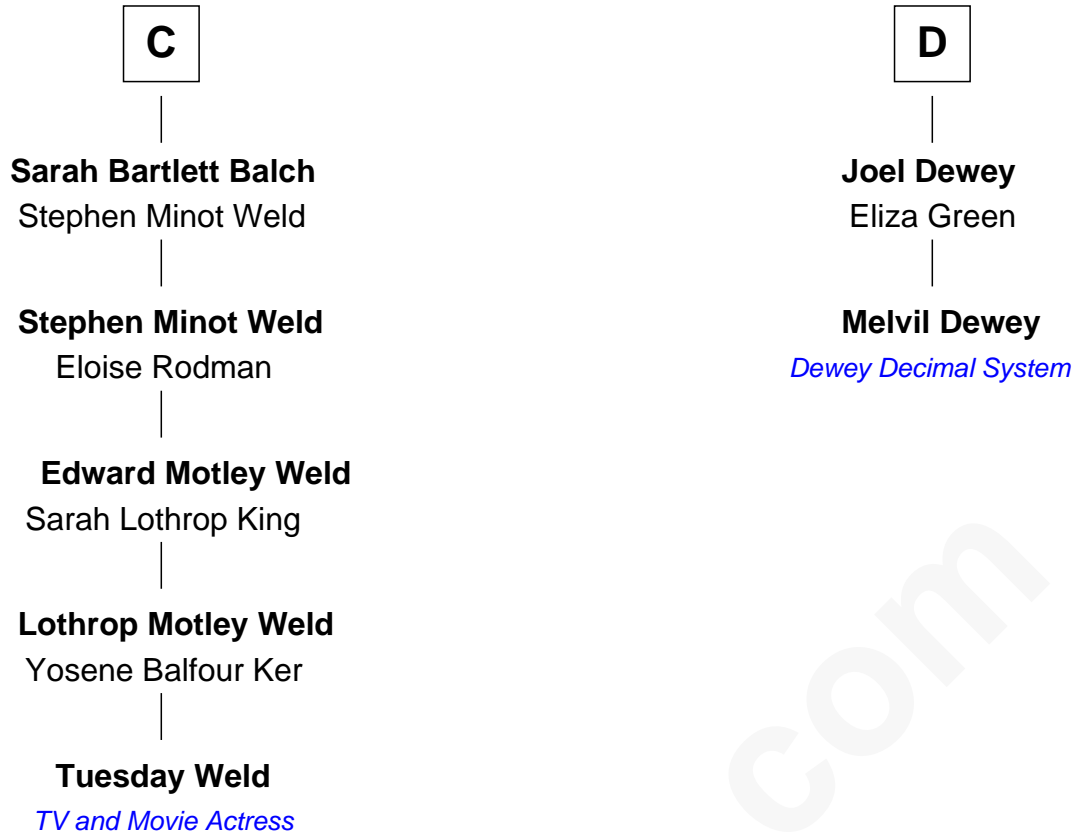 C
Sarah Bartlett Balch
Stephen Minot Weld
Stephen Minot Weld
Eloise Rodman
Edward Motley Weld
Sarah Lothrop King
Lothrop Motley Weld
Yosene Balfour Ker
Tuesday Weld
TV and Movie Actress
D
Joel Dewey
Eliza Green
Melvil Dewey
Dewey Decimal System
com